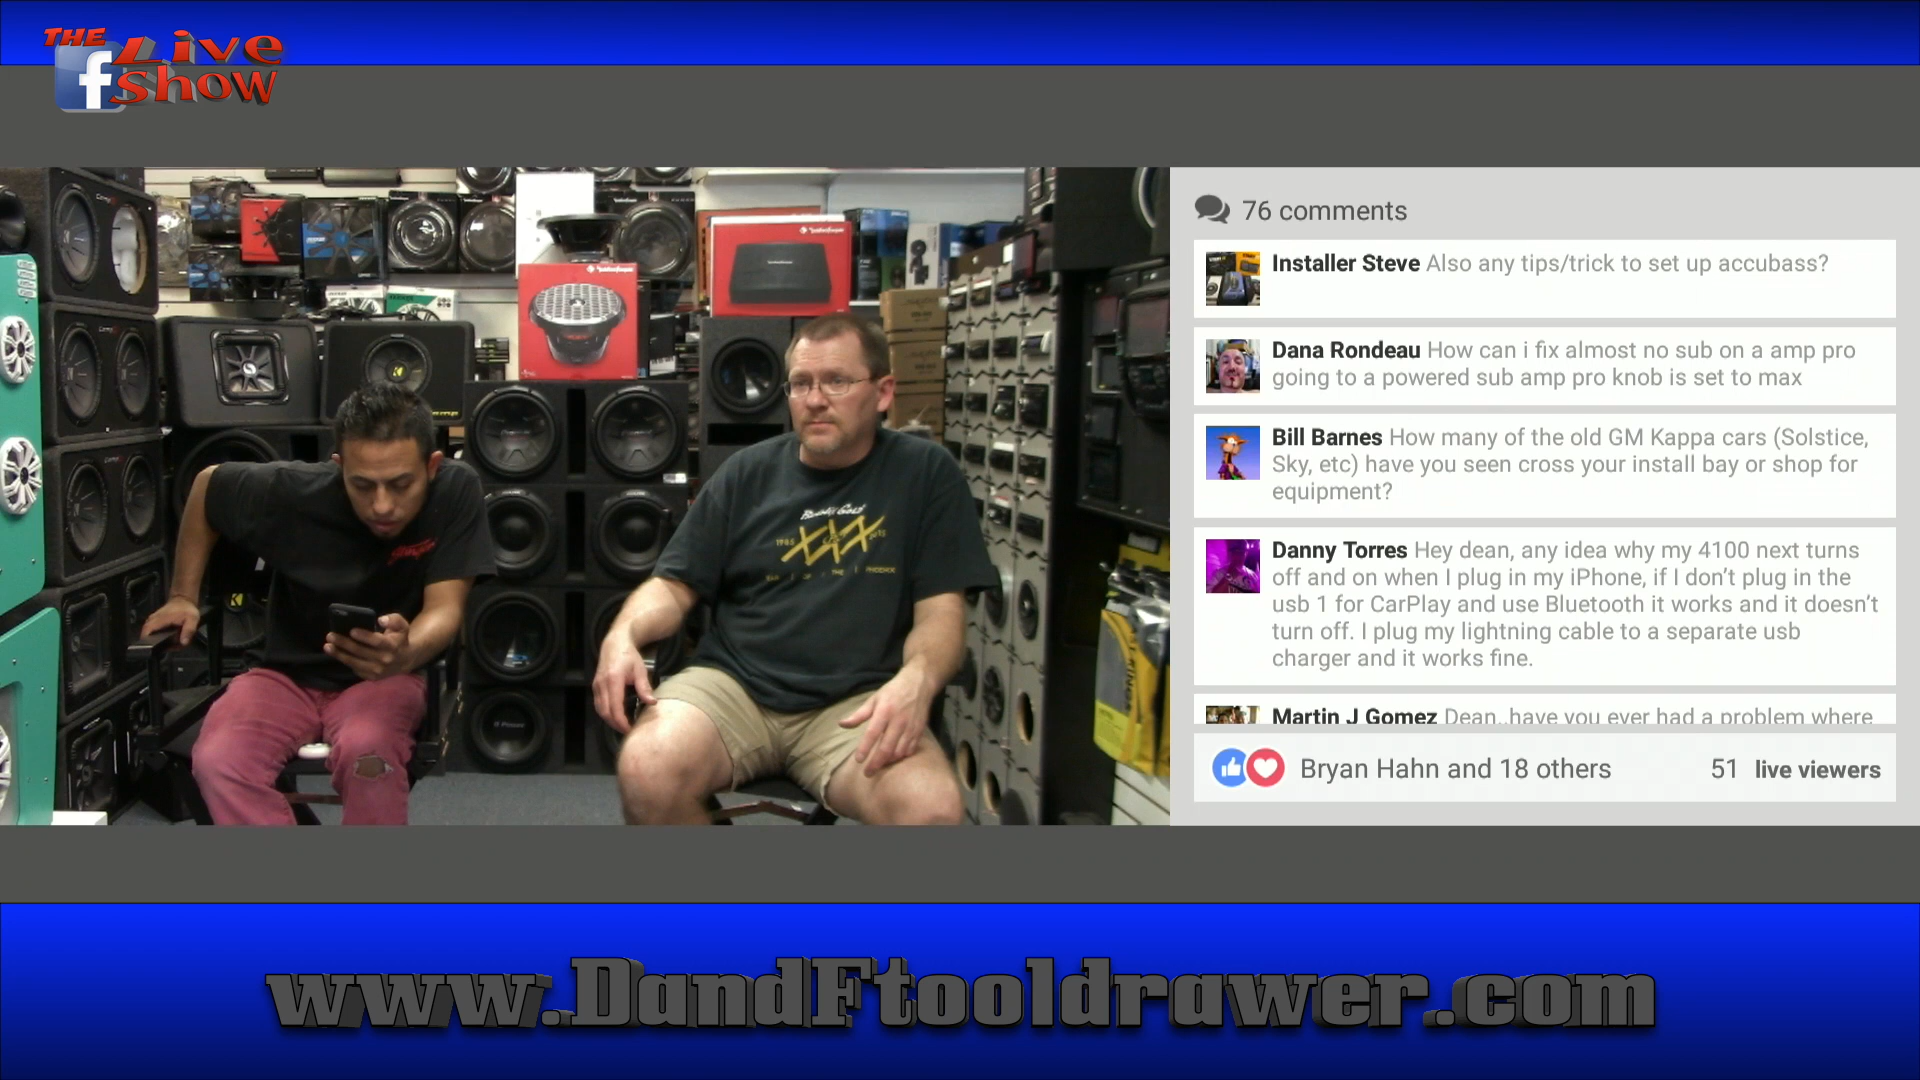 THE
Live
f Show
76 comments
Installer Steve Also any tips/trick to set up accubass?
Dana Rondeau How can i fix almost no sub on a amp pro
going to a powered sub amp pro knob is set to max
Bill Barnes How many of the old GM Kappa cars (Solstice,
Sky, etc) have you seen cross your install bay or shop for
equipment?
Danny Torres Hey dean, any idea why my 4100 next turns
off and on when I plug in my iPhone, if I don’t plug in the
usb 1 for CarPlay and use Bluetooth it works and it doesn’t
turn off. I plug my lightning cable to a separate usb
charger and it works fine.
Martin J Gomez Dean..have you ever had a problem where
Bryan Hahn and 18 others
51 live viewers
1985 XXX 2015
www.DandFtooldrawer.com